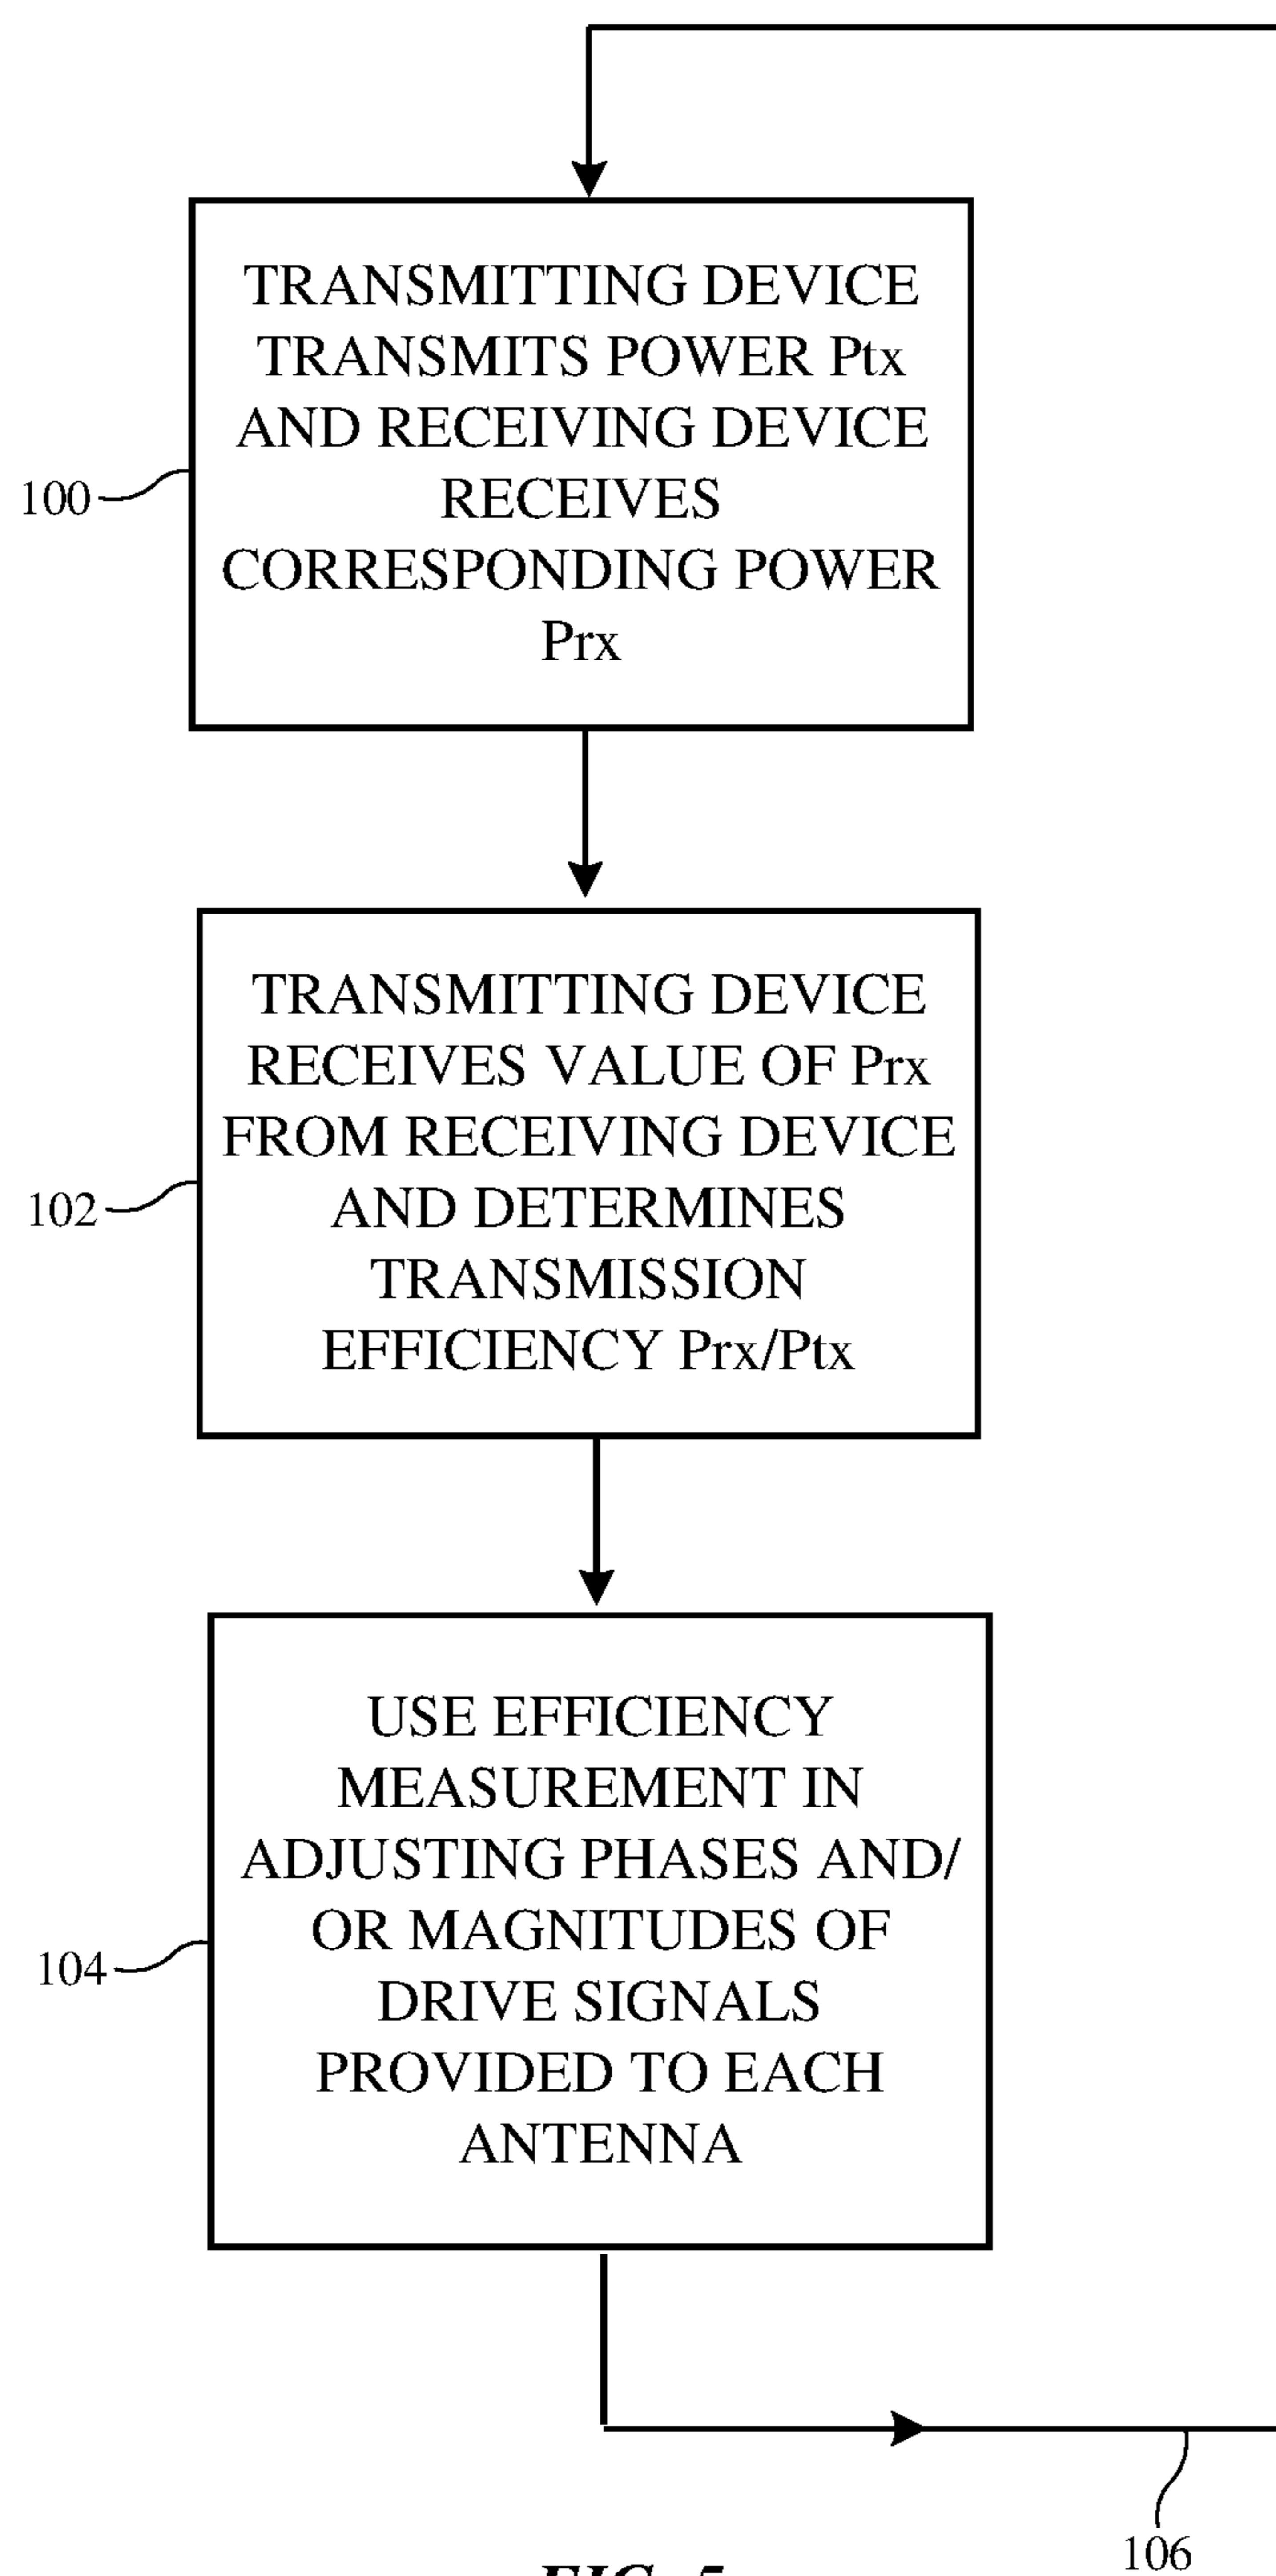 TRANSMITTING DEVICE
TRANSMITS POWER Ptx
AND RECEIVING DEVICE
RECEIVES
CORRESPONDING POWER
Prx
100
TRANSMITTING DEVICE
RECEIVES VALUE OF Prx
FROM RECEIVING DEVICE
AND DETERMINES
TRANSMISSION
EFFICIENCY Prx/Ptx
102
USE EFFICIENCY
MEASUREMENT IN
ADJUSTING PHASES AND/
OR MAGNITUDES OF
DRIVE SIGNALS
PROVIDED TO EACH
ANTENNA
104
106
FIG. 5